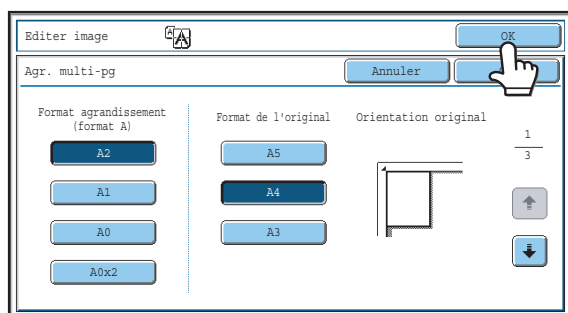 Editer image
OK
Agr. multi-pg
Annuler
Format agrandissement
(format A)
Format de l'original
Orientation original
A2
A5
A1
A4
A0
A3
A0x2
1
3